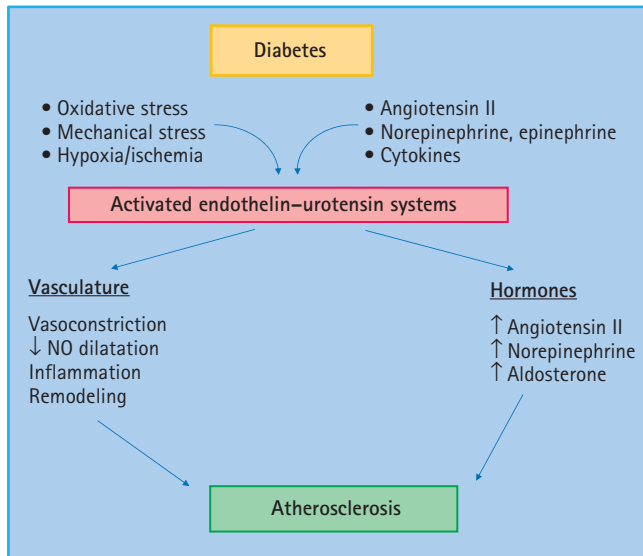 Diabetes
• Oxidative stress
• Mechanical stress
• Hypoxia/ischemia
• Angiotensin II
• Norepinephrine, epinephrine
• Cytokines
Activated endothelin–urotensin systems
Vasculature
Vasoconstriction
↓ NO dilatation
Inflammation
Remodeling
Hormones
↑ Angiotensin II
↑ Norepinephrine
↑ Aldosterone
Atherosclerosis